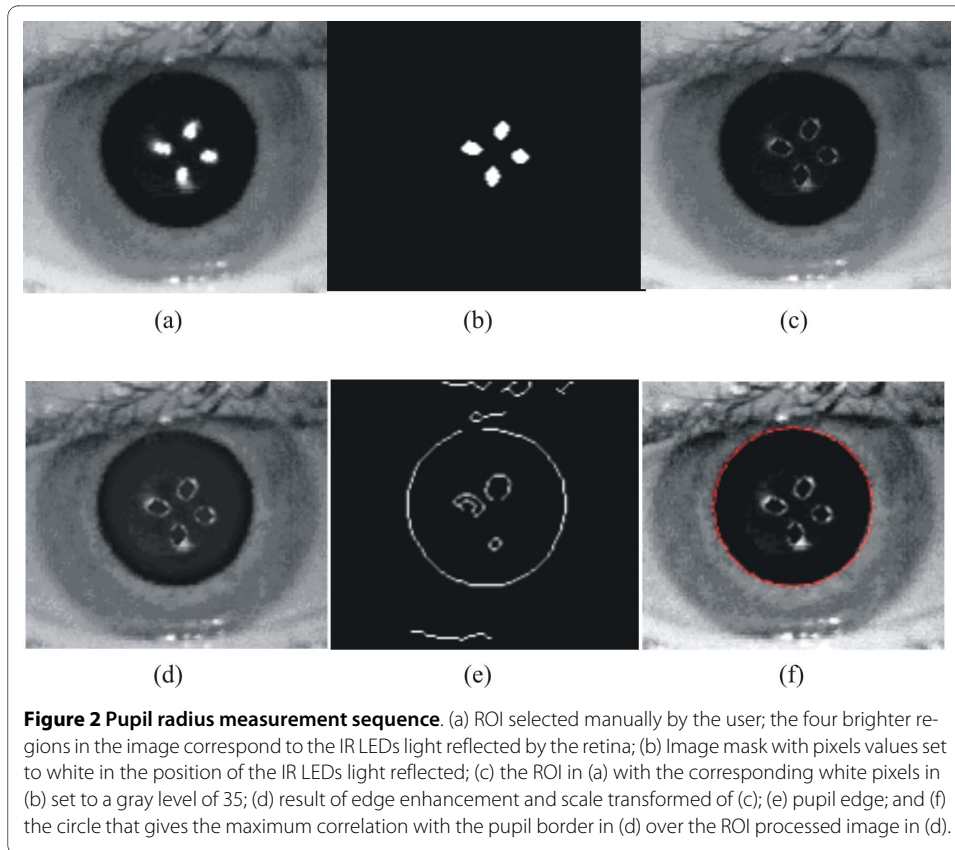 (a)
(b)
(c)
(d)
(e)
(f)
Figure 2 Pupil radius measurement sequence. (a) ROI selected manually by the user; the four brighter re-
gions in the image correspond to the IR LEDs light reflected by the retina; (b) Image mask with pixels values set
to white in the position of the IR LEDs light reflected; (c) the ROI in (a) with the corresponding white pixels in
(b) set to a gray level of 35; (d) result of edge enhancement and scale transformed of (c); (e) pupil edge; and (f)
the circle that gives the maximum correlation with the pupil border in (d) over the ROI processed image in (d).